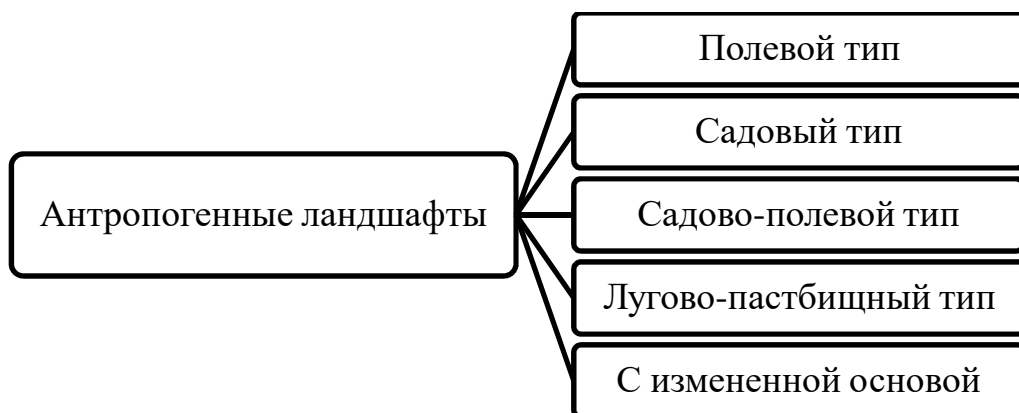 Антропогенные ландшафты
Полевой тип
Садовый тип
Садово-полевой тип
Лугово-пастбищный тип
С измененной основой